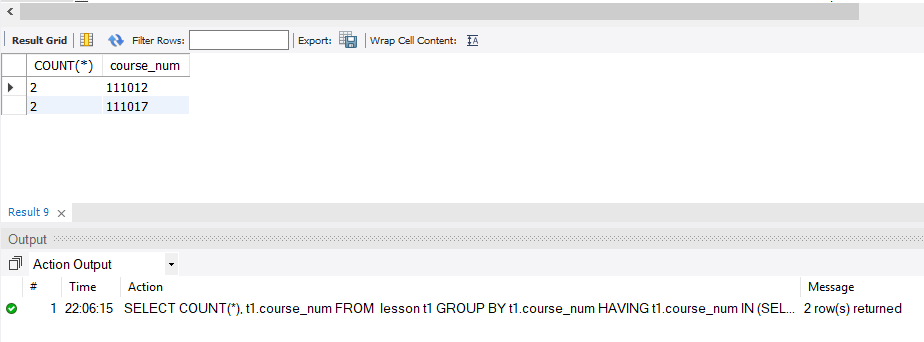 Result Grid Filter Rows: Export: Wrap Cell Content: IA
COUNT(*) course_num
2 111012
2 111017
Result 9 ×
Output
Action Output
# Time Action Message
1 22:06:15 SELECT COUNT(*), t1.course_num FROM lesson t1 GROUP BY t1.course_num HAVING t1.course_num IN (SEL... 2 row(s) returned